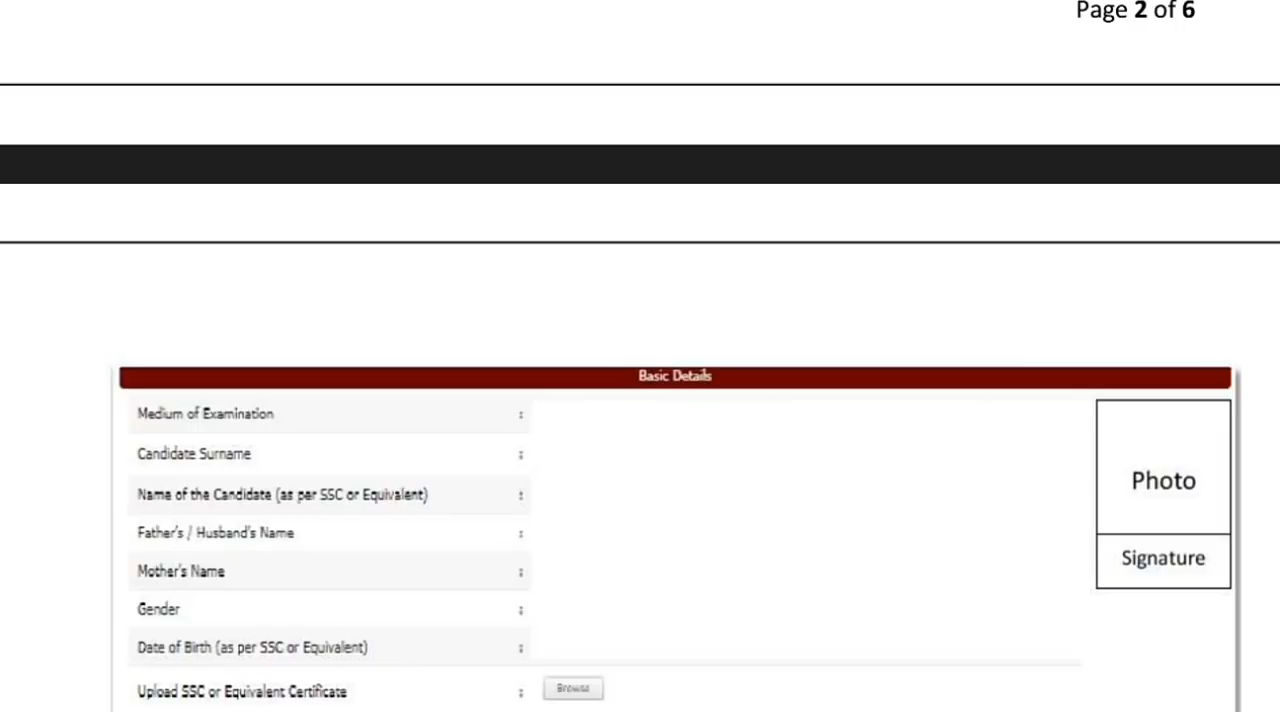 Page 2 of 6
Basic Details
Medium of Examination :
Photo
Candidate Surname :
Name of the Candidate (as per SSC or Equivalent) :
Father's / Husband's Name :
Signature
Mother's Name :
Gender :
Date of Birth (as per SSC or Equivalent) :
Upload SSC or Equivalent Certificate : Browse